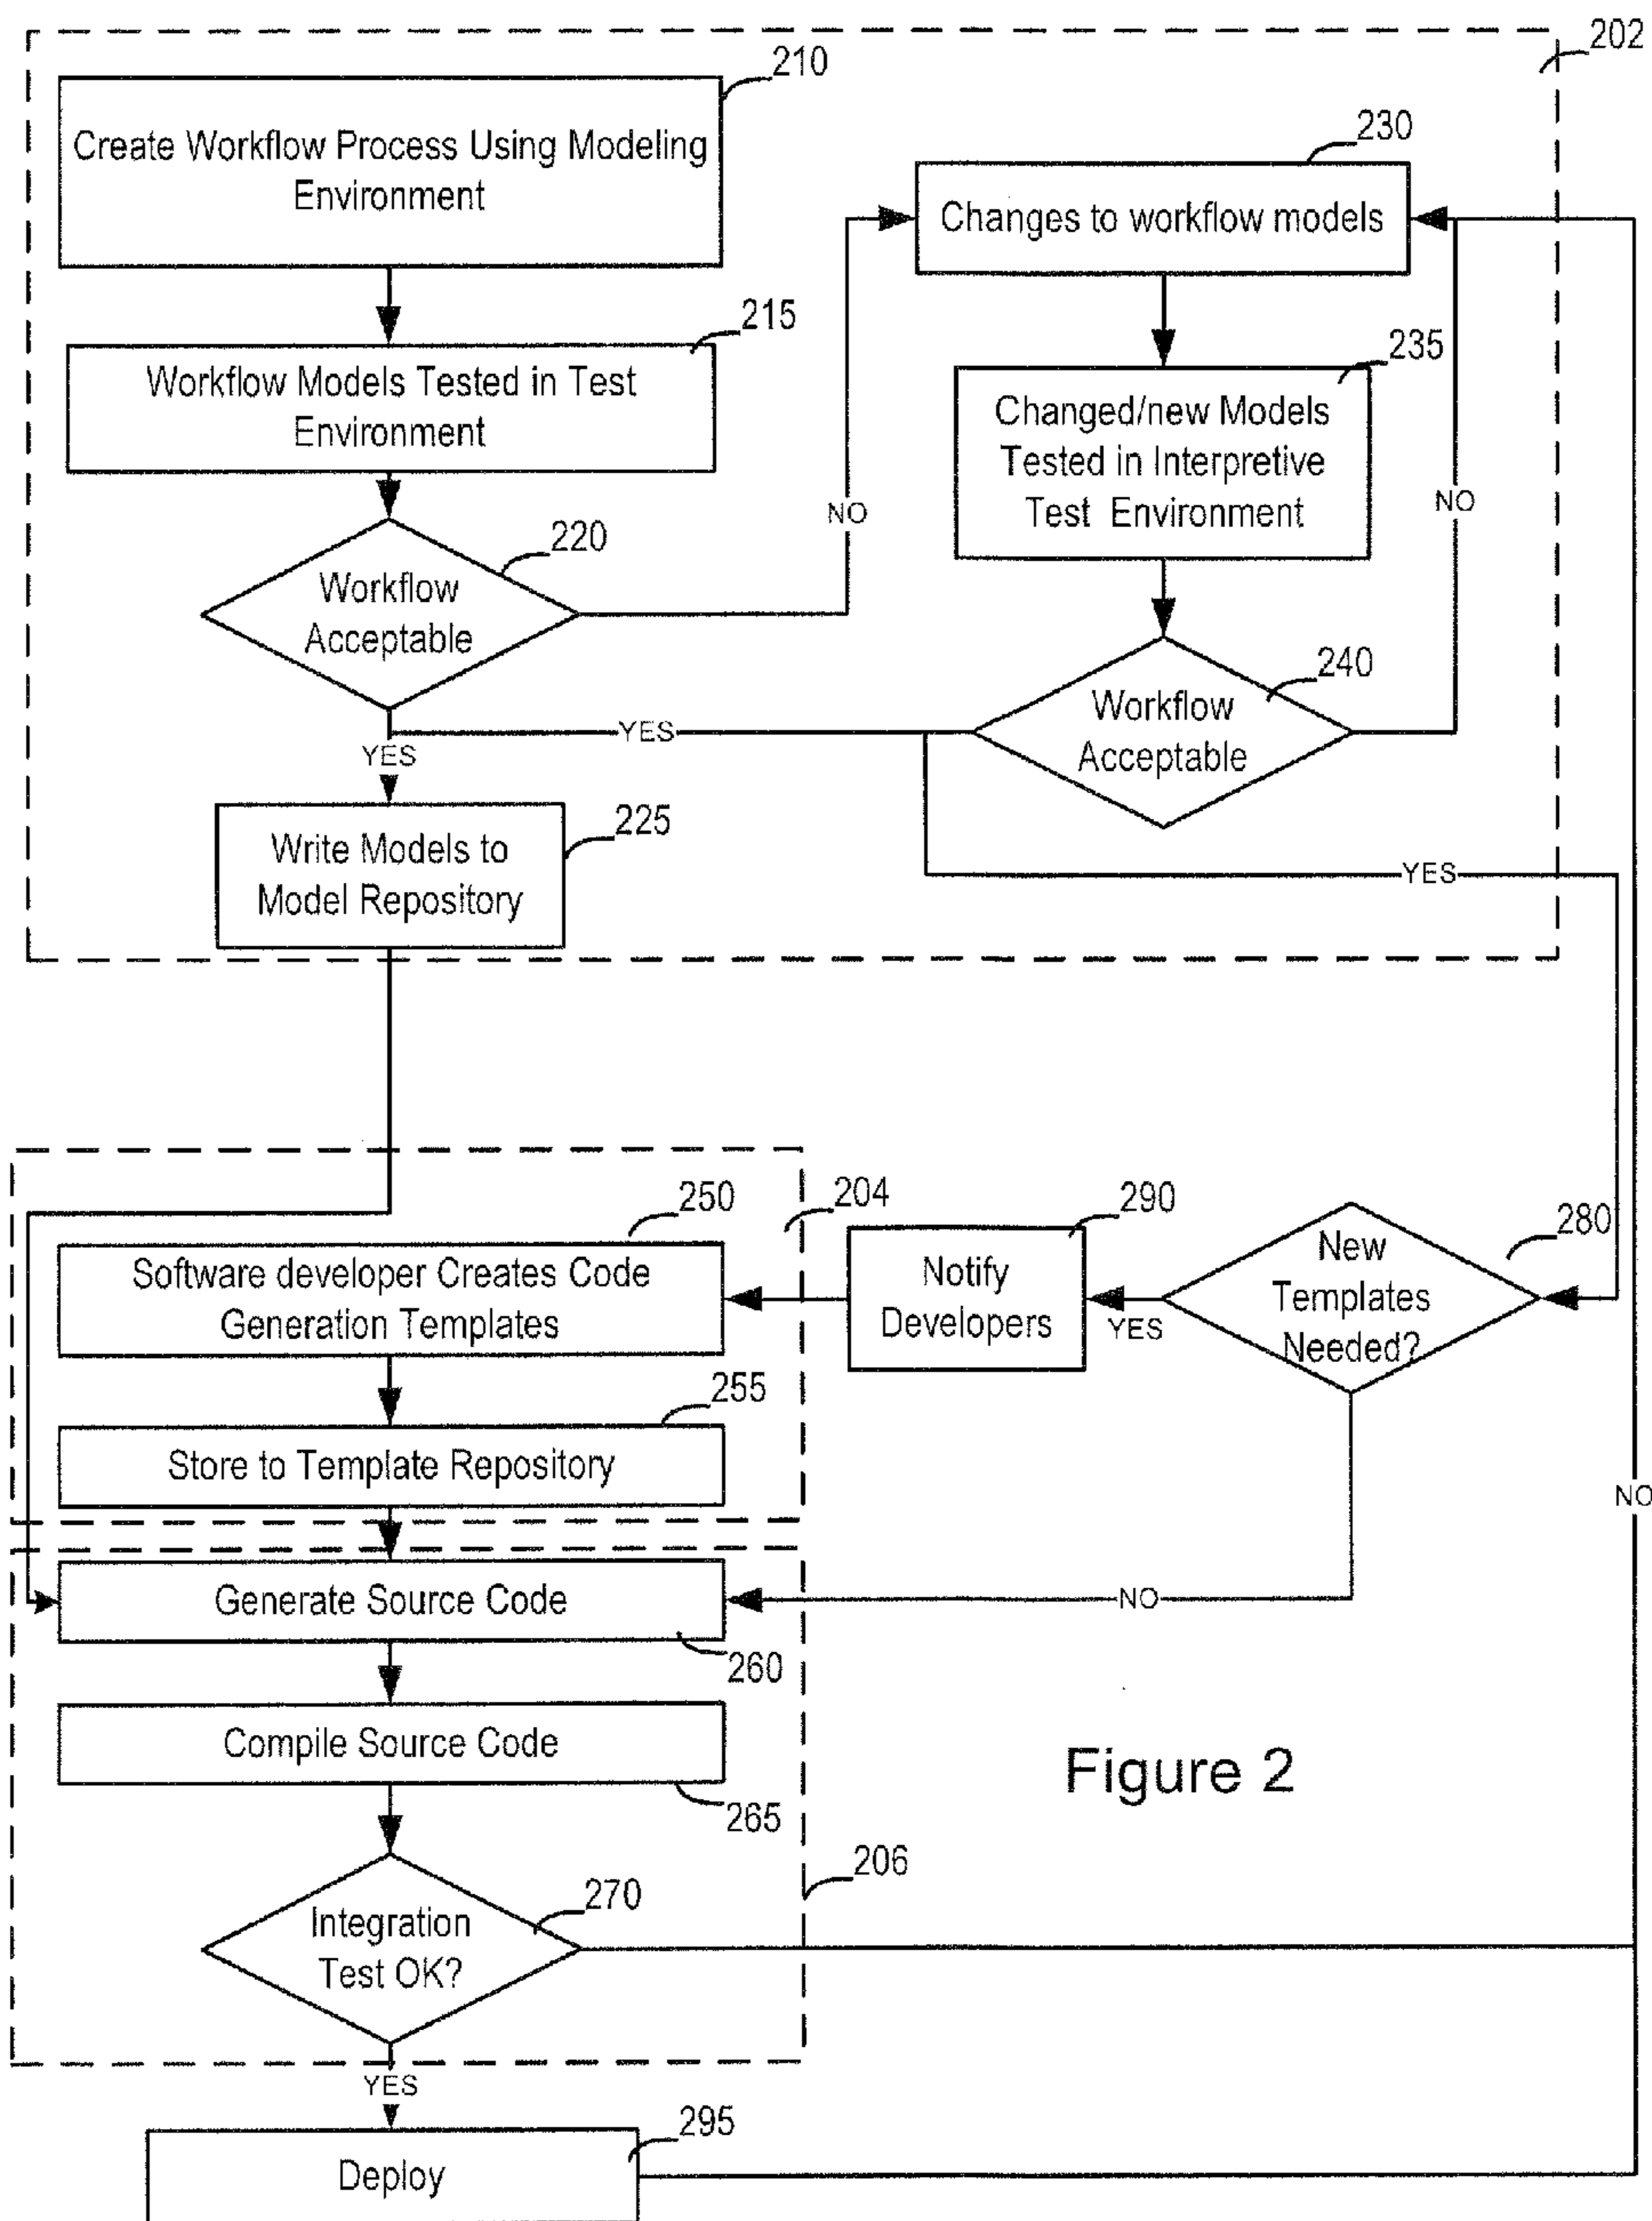 202
210
Create Workflow Process Using Modeling
Environment
230
Changes to workflow models
215
Workflow Models Tested in Test
Environment
235
Changed/new Models
Tested in Interpretive
Test Environment
NO
NO
220
Workflow
Acceptable
240
Workflow
Acceptable
YES
YES
225
Write Models to
Model Repository
YES
250
Software developer Creates Code
Generation Templates
204
290
Notify
Developers
YES
280
New
Templates
Needed?
255
Store to Template Repository
NO
Generate Source Code
260
NO
Compile Source Code
265
Figure 2
206
270
Integration
Test OK?
YES
295
Deploy